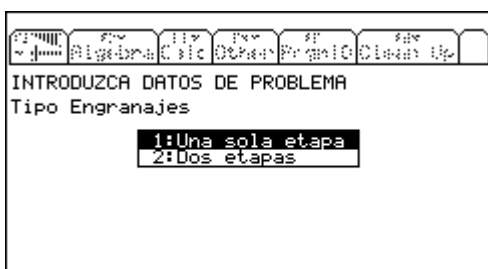 Algebra Calc Other PrgmIO Clean Up
INTRODUZCA DATOS DE PROBLEMA
Tipo Engranajes
1:Una sola etapa
2:Dos etapas